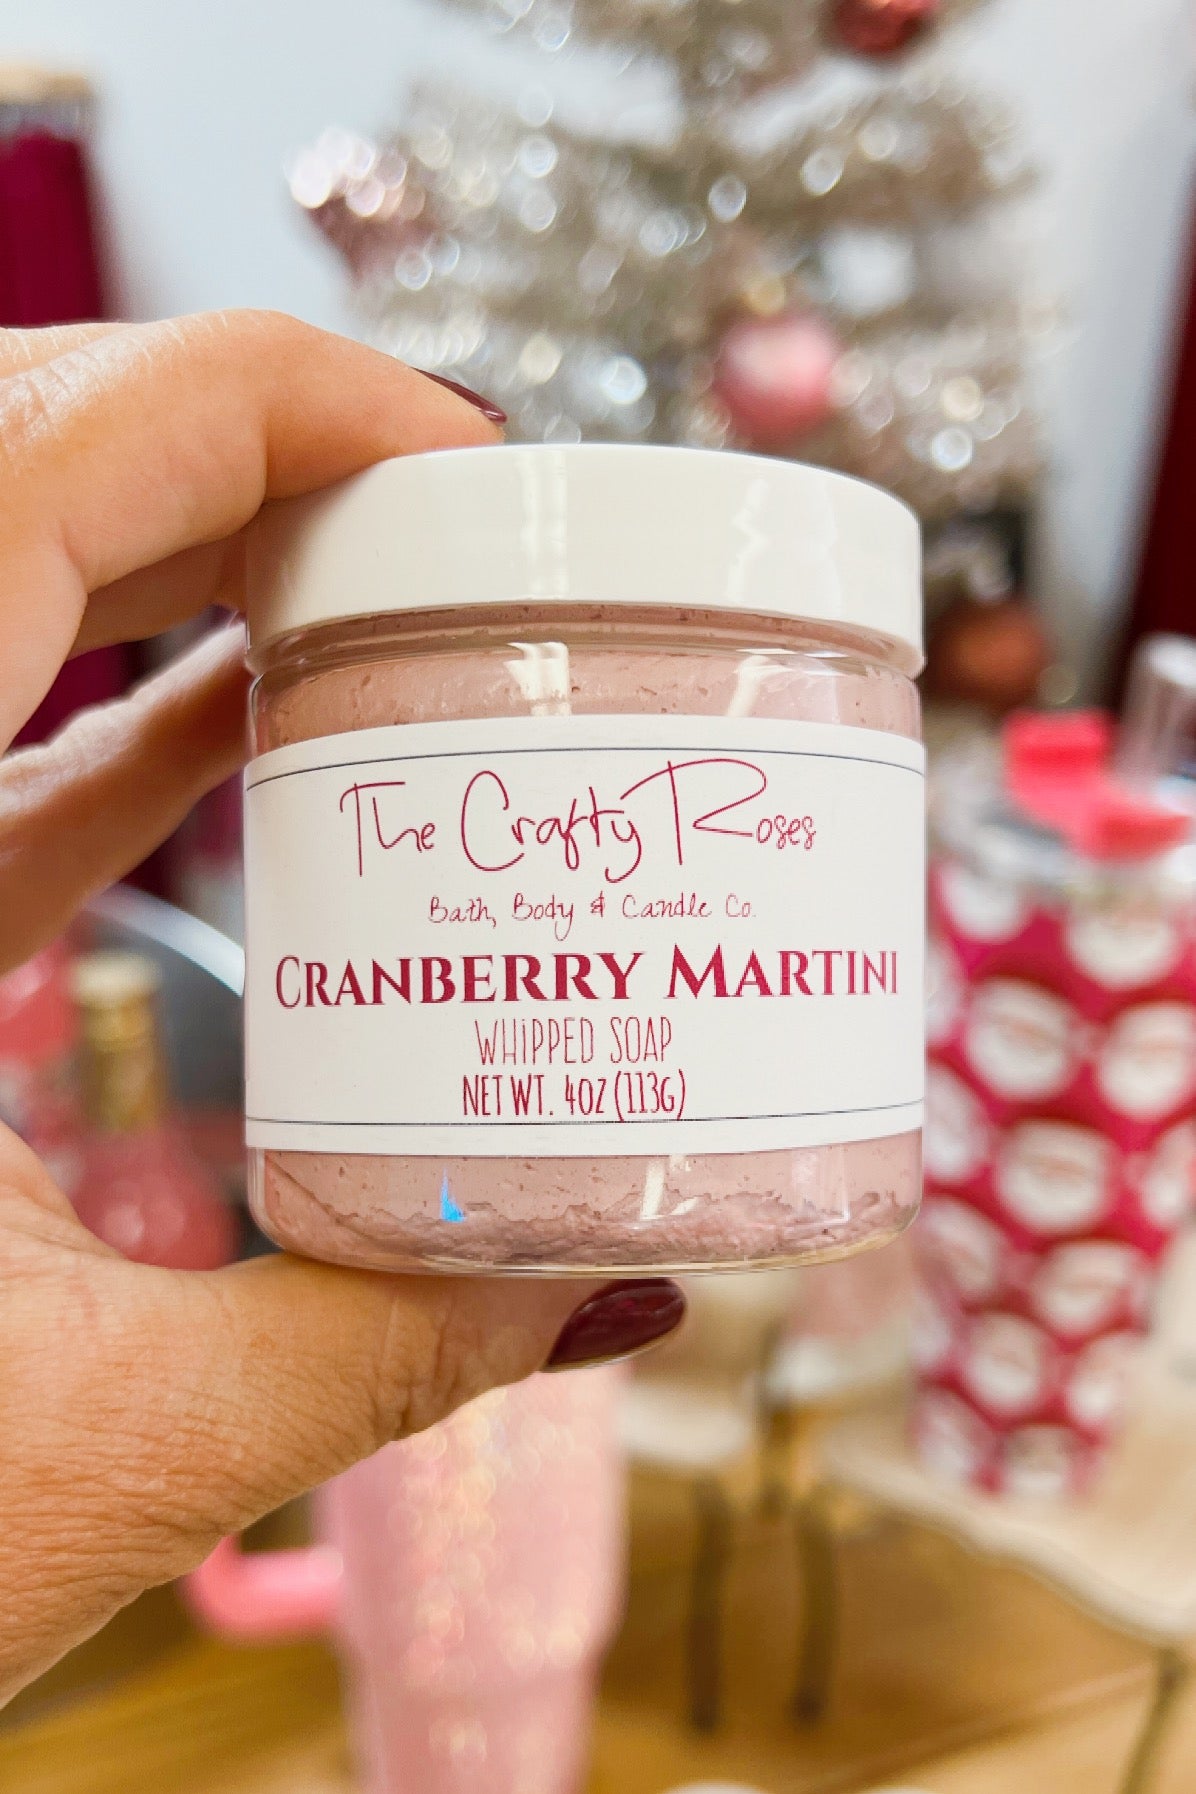 The Crafty Roses
Bath, Body & Candle Co.
CRANBERRY MARTINI
WHIPPED SOAP
NET WT. 4OZ (113G)